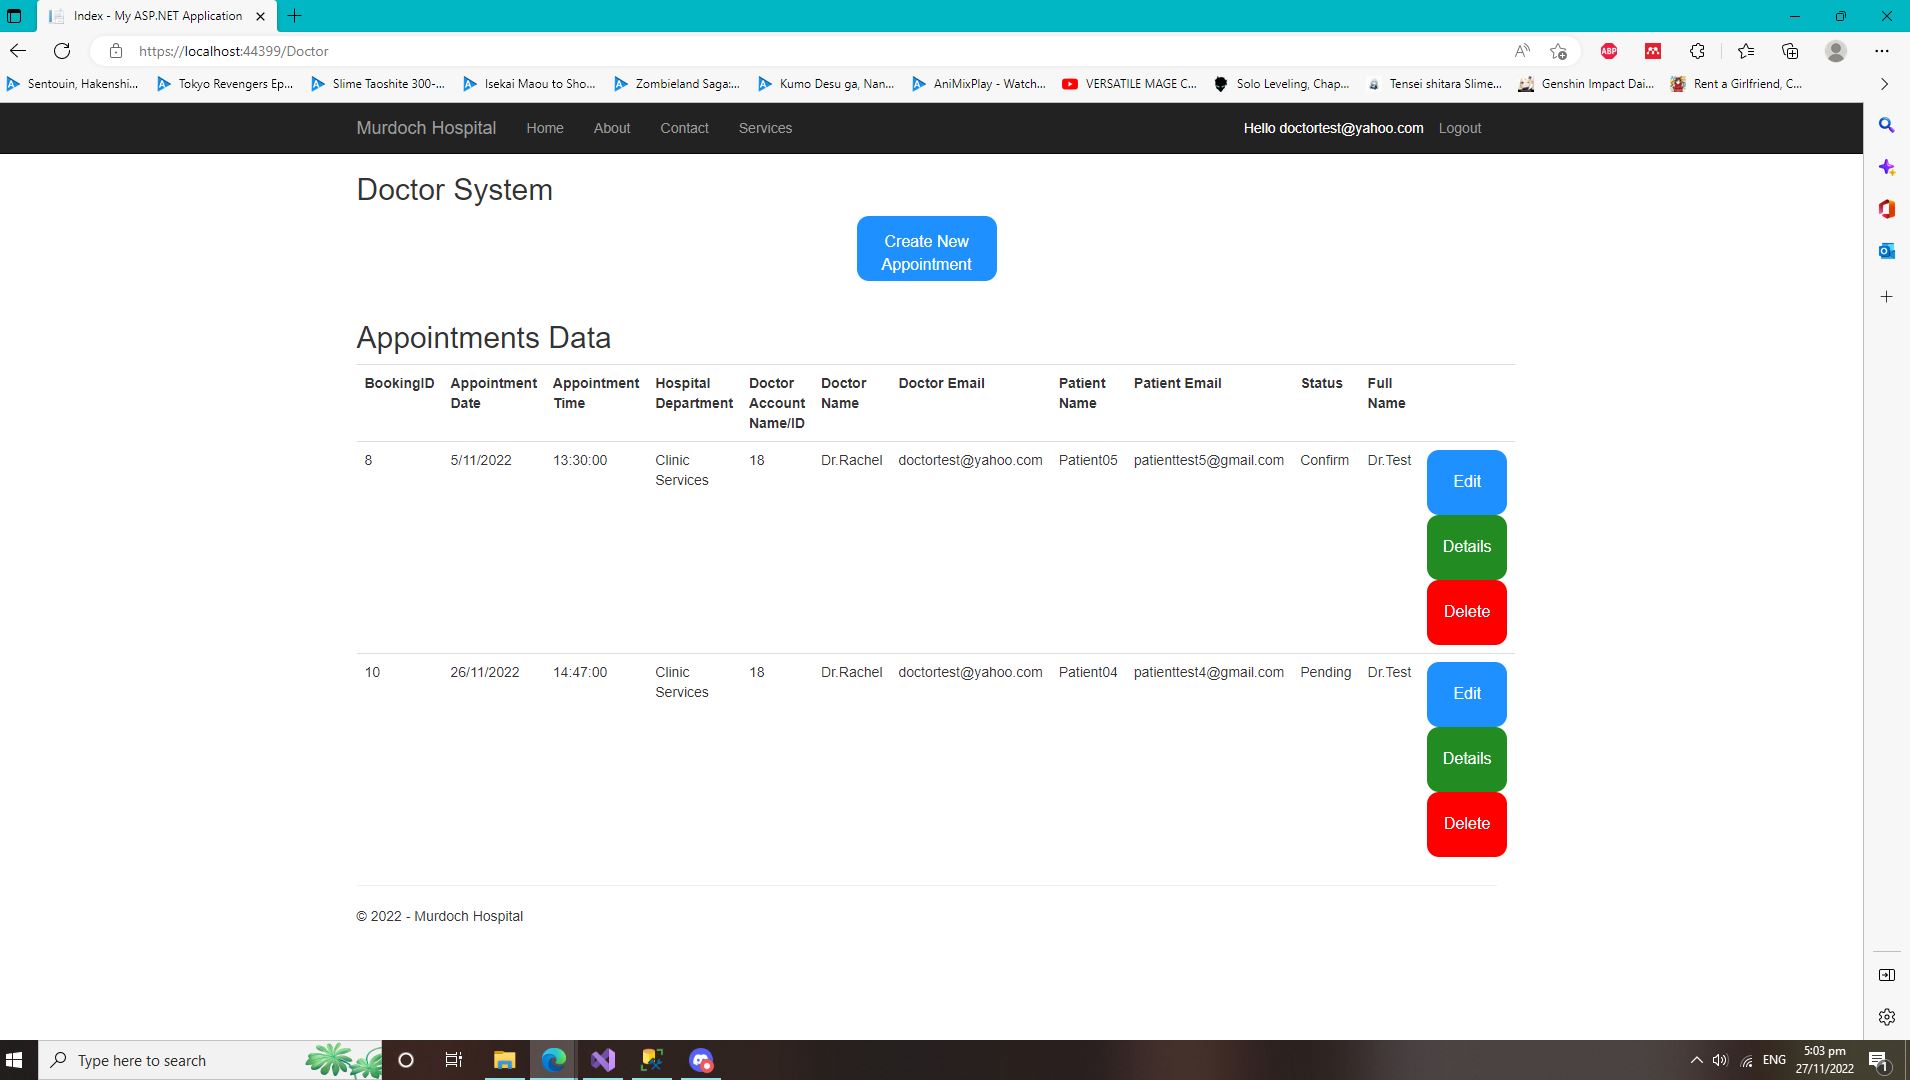 Index - My ASP.NET Application
https://localhost:44399/Doctor
ABP
Sentouin, Hakenshi... Tokyo Revengers Ep... Slime Taoshite 300-... Isekai Maou to Sho... Zombieland Saga:... Kumo Desu ga, Nan... AniMixPlay - Watch... VERSATILE MAGE C... Solo Leveling, Chap... Tensei shitara Slime... Genshin Impact Dai... Rent a Girlfriend, C...
Murdoch Hospital Home About Contact Services Hello doctortest@yahoo.com Logout
Doctor System
Create New
Appointment
Appointments Data
BookingID Appointment Appointment Hospital Doctor Doctor Doctor Email Patient Patient Email Status Full
Date Time Department Account Name Name Name
Name/ID
8 5/11/2022 13:30:00 Clinic 18 Dr.Rachel doctortest@yahoo.com Patient05 patienttest5@gmail.com Confirm Dr.Test
Services
Edit
Details
Delete
10 26/11/2022 14:47:00 Clinic 18 Dr.Rachel doctortest@yahoo.com Patient04 patienttest4@gmail.com Pending Dr.Test
Services
Edit
Details
Delete
© 2022 - Murdoch Hospital
Type here to search
ENG
5:03 pm
27/11/2022
1